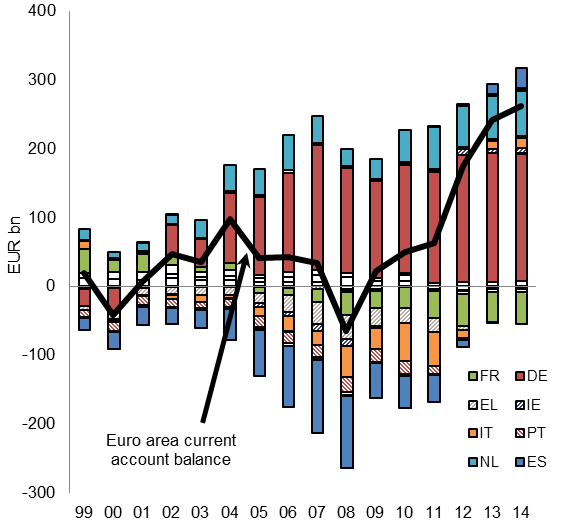 400
300
200
100
0
-100
-200
-300
EUR bn
Euro area current
account balance
FR DE
EL IE
IT PT
NL ES
99 00 01 02 03 04 05 06 07 08 09 10 11 12 13 14